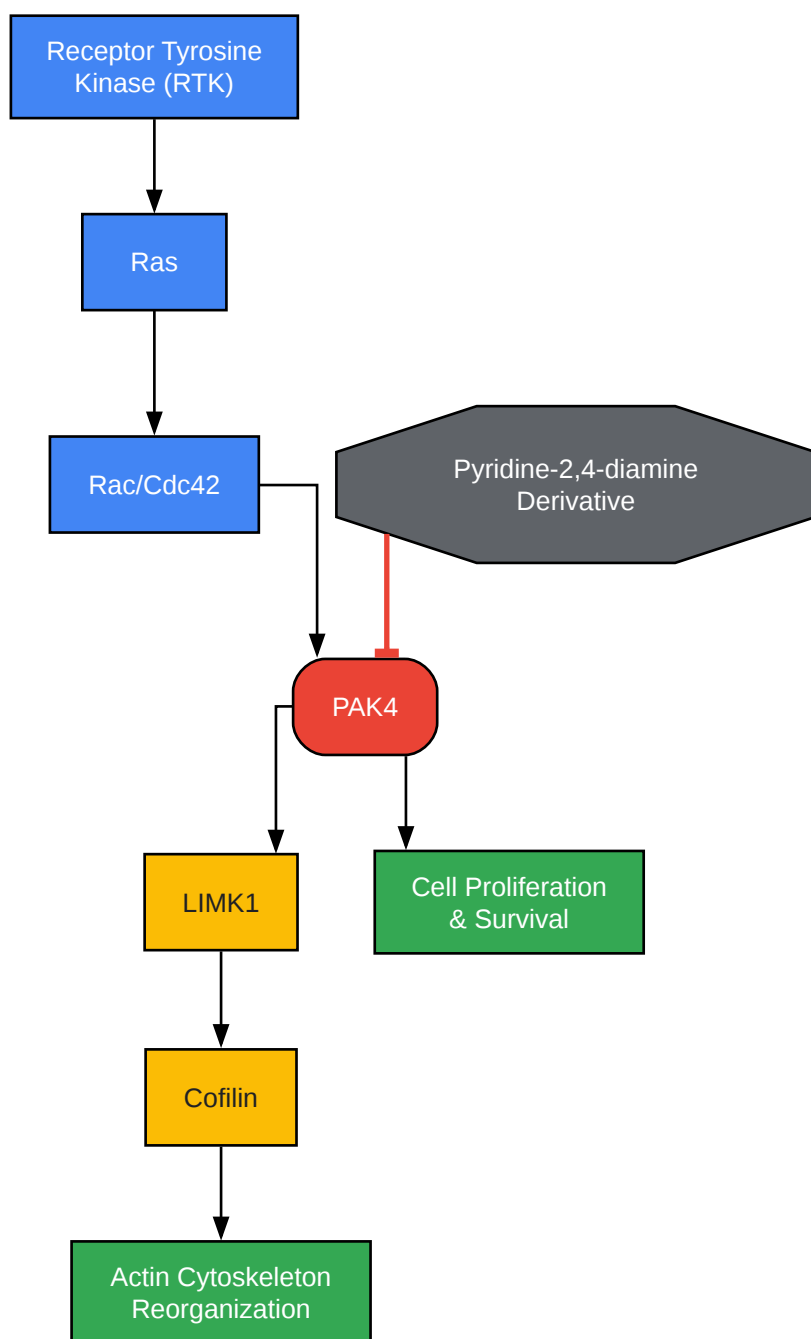 Receptor Tyrosine
Kinase (RTK)
Ras
Rac/Cdc42
Pyridine-2,4-diamine
Derivative
PAK4
LIMK1
Cell Proliferation
& Survival
Cofilin
Actin Cytoskeleton
Reorganization